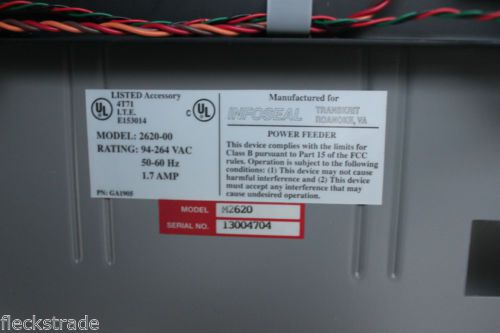 LISTED Accessory
4T71
I.T.E.
E153014
UL
C UL
MODEL: 2620-00
RATING: 94-264 VAC
50-60 Hz
1.7 AMP
PN: GA1905
Manufactured for
INFOSEAL
TRANSKRIT
ROANOKE, VA
POWER FEEDER
This device complies with the limits for
Class B pursuant to Part 15 of the FCC
rules. Operation is subject to the following
conditions: (1) This device may not cause
harmful interference and (2) This device
must accept any interference that may
cause undesired operation.
MODEL M2620
SERIAL NO. 13004704
fleckstrade